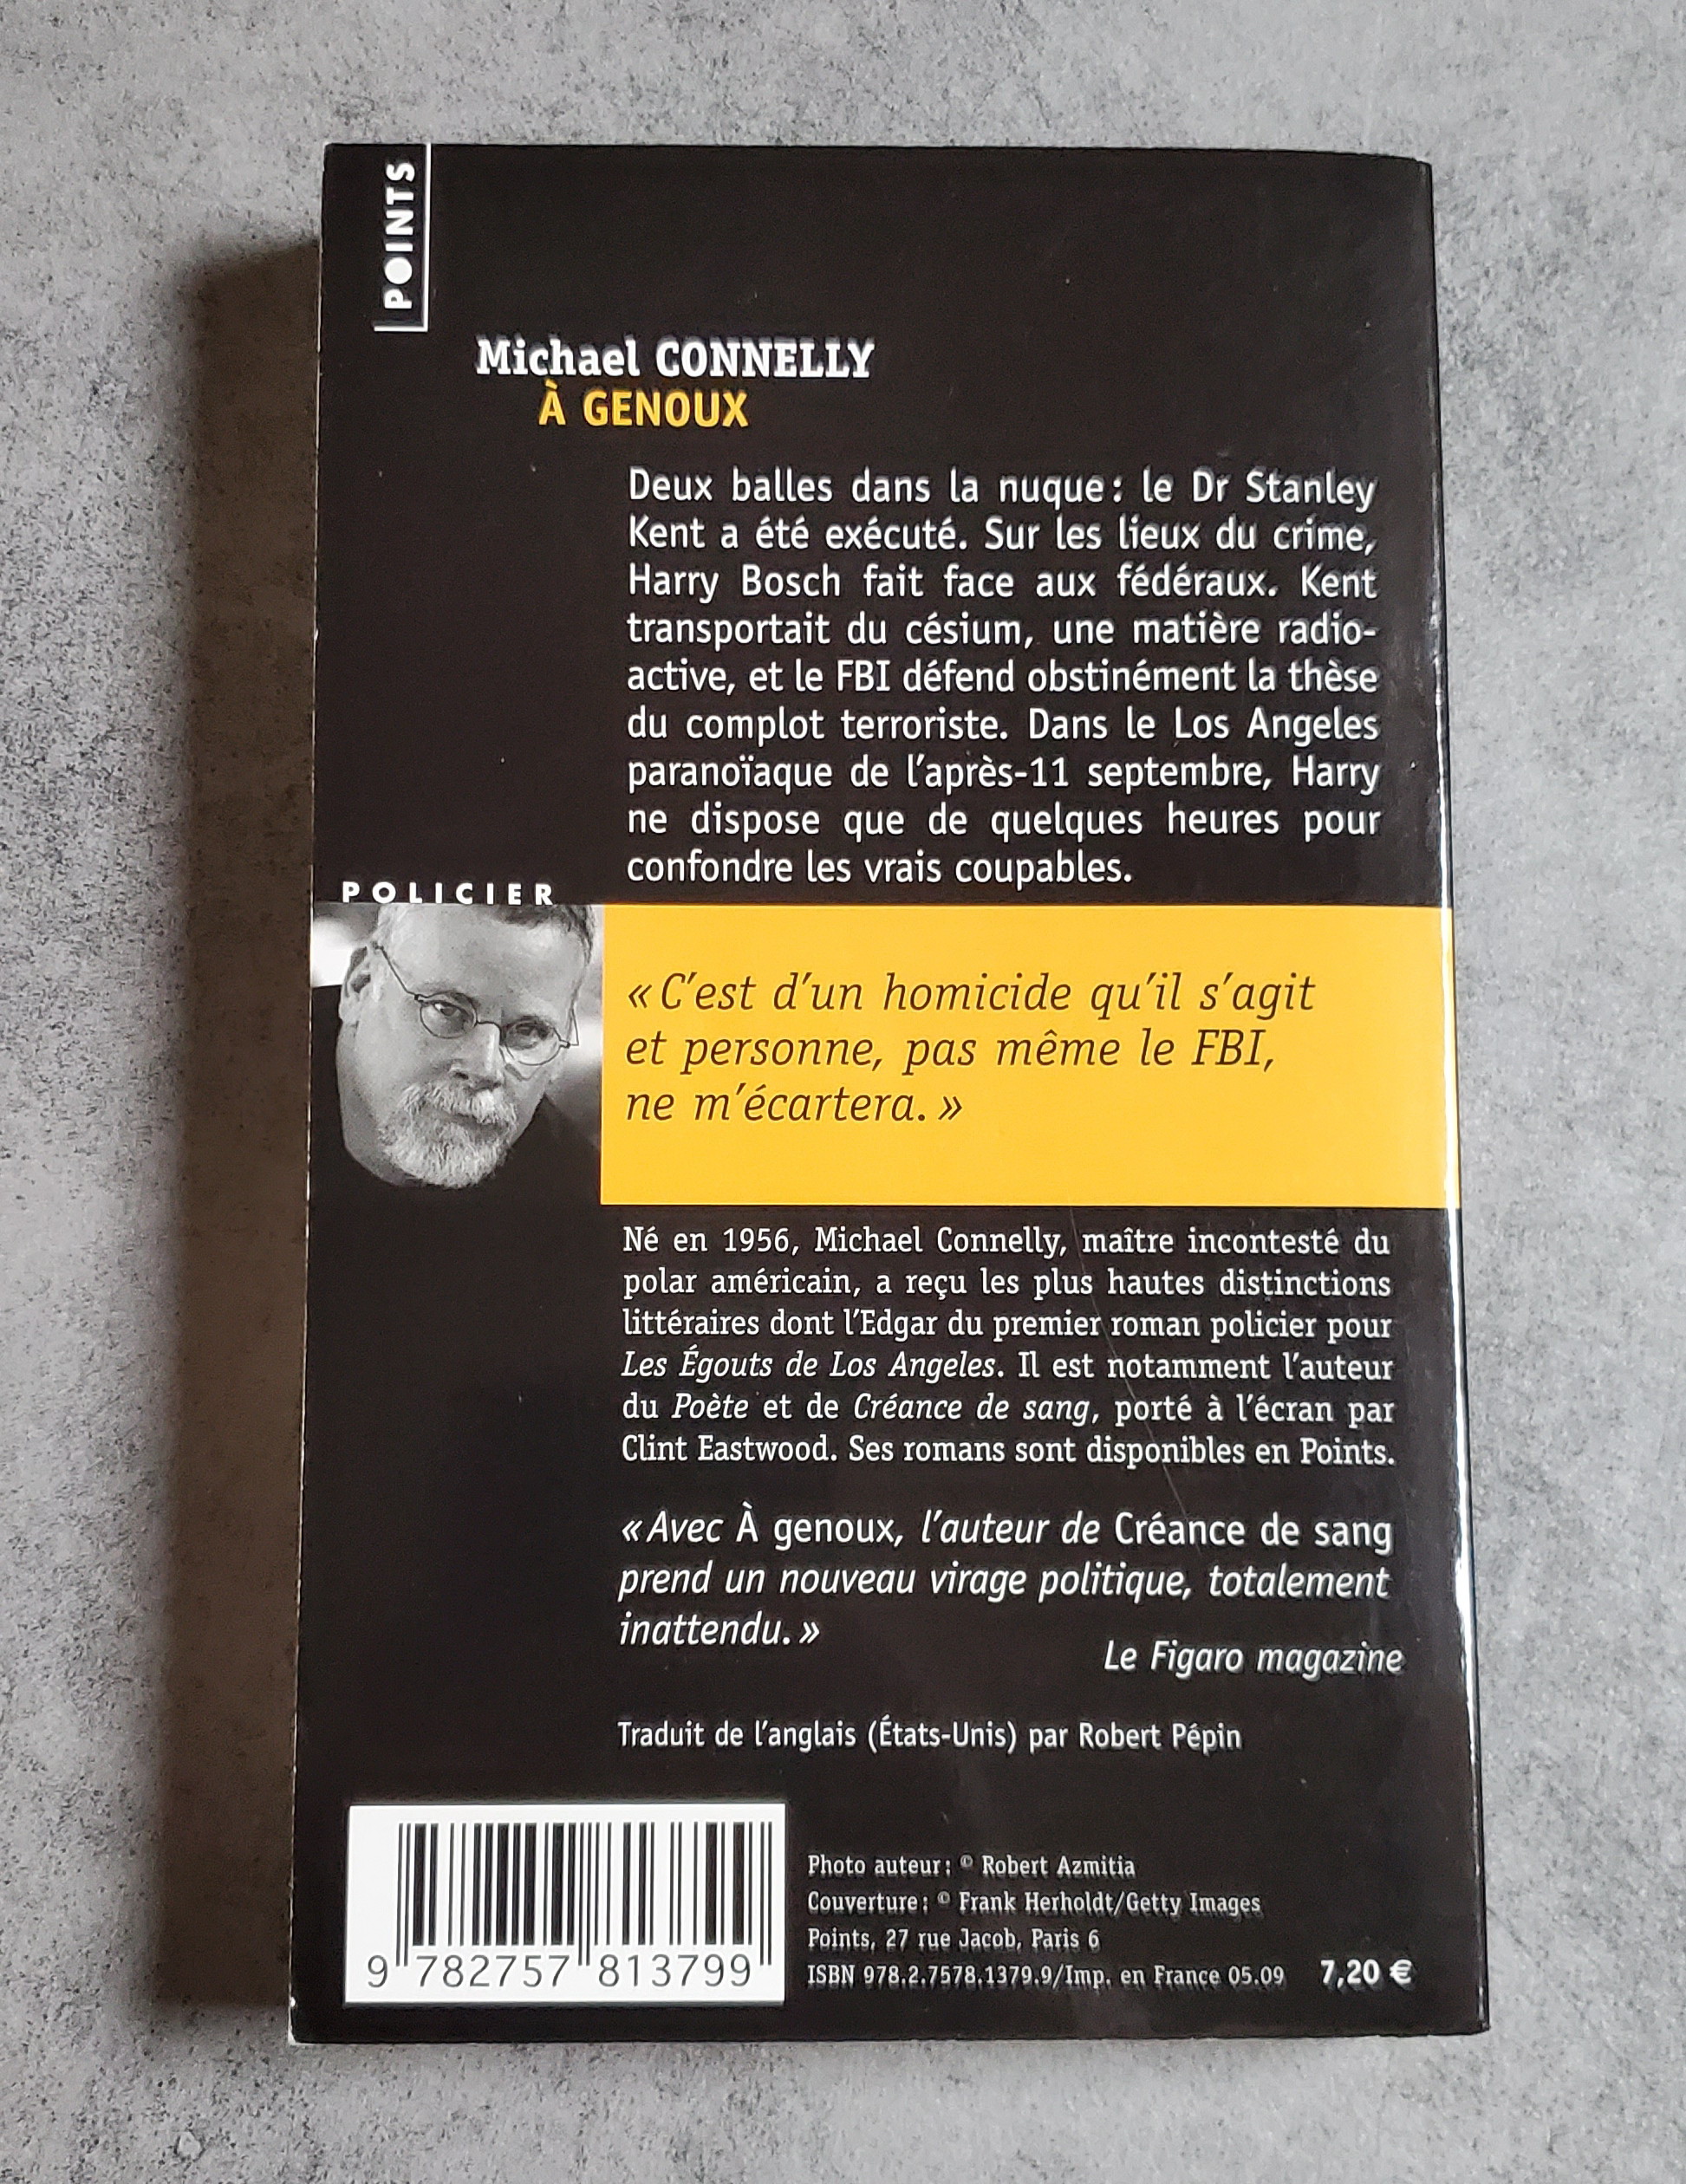 POINTS
Michael CONNELLY
À GENOUX
Deux balles dans la nuque : le Dr Stanley
Kent a été exécuté. Sur les lieux du crime,
Harry Bosch fait face aux fédéraux. Kent
transportait du césium, une matière radio-
active, et le FBI défend obstinément la thèse
du complot terroriste. Dans le Los Angeles
paranoïaque de l'après-11 septembre, Harry
ne dispose que de quelques heures pour
confondre les vrais coupables.
POLICIER
« C'est d'un homicide qu'il s'agit
et personne, pas même le FBI,
ne m'écartera. »
Né en 1956, Michael Connelly, maître incontesté du
polar américain, a reçu les plus hautes distinctions
littéraires dont l'Edgar du premier roman policier pour
Les Égouts de Los Angeles. Il est notamment l'auteur
du Poète et de Créance de sang, porté à l'écran par
Clint Eastwood. Ses romans sont disponibles en Points.
« Avec À genoux, l'auteur de Créance de sang
prend un nouveau virage politique, totalement
inattendu. »
Le Figaro magazine
Traduit de l'anglais (États-Unis) par Robert Pépin
Photo auteur : © Robert Azmitia
Couverture : © Frank Herholdt/Getty Images
Points, 27 rue Jacob, Paris 6
ISBN 978.2.7578.1379.9/Imp. en France 05.09 7,20 €
9 782757 813799